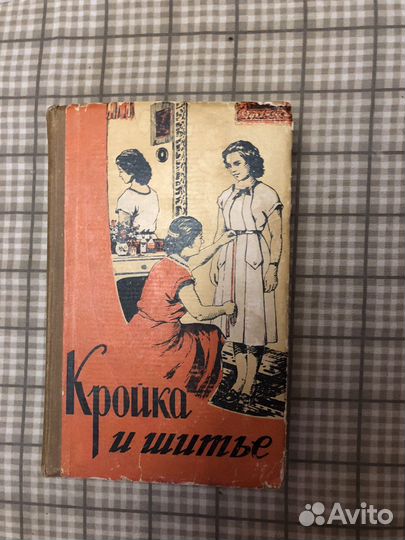 Кройка
и шитье
Avito